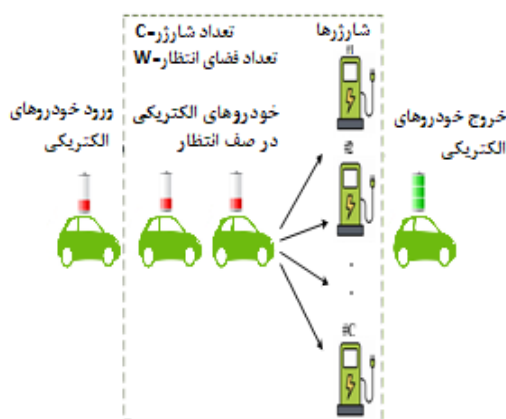 تعداد شارژر-C
تعداد فضای انتظار-W
شارژرها
#1
ورود خودروهای
الکتریکی
خودروهای الکتریکی
در صف انتظار
#2
خروج خودروهای
الکتریکی
#C